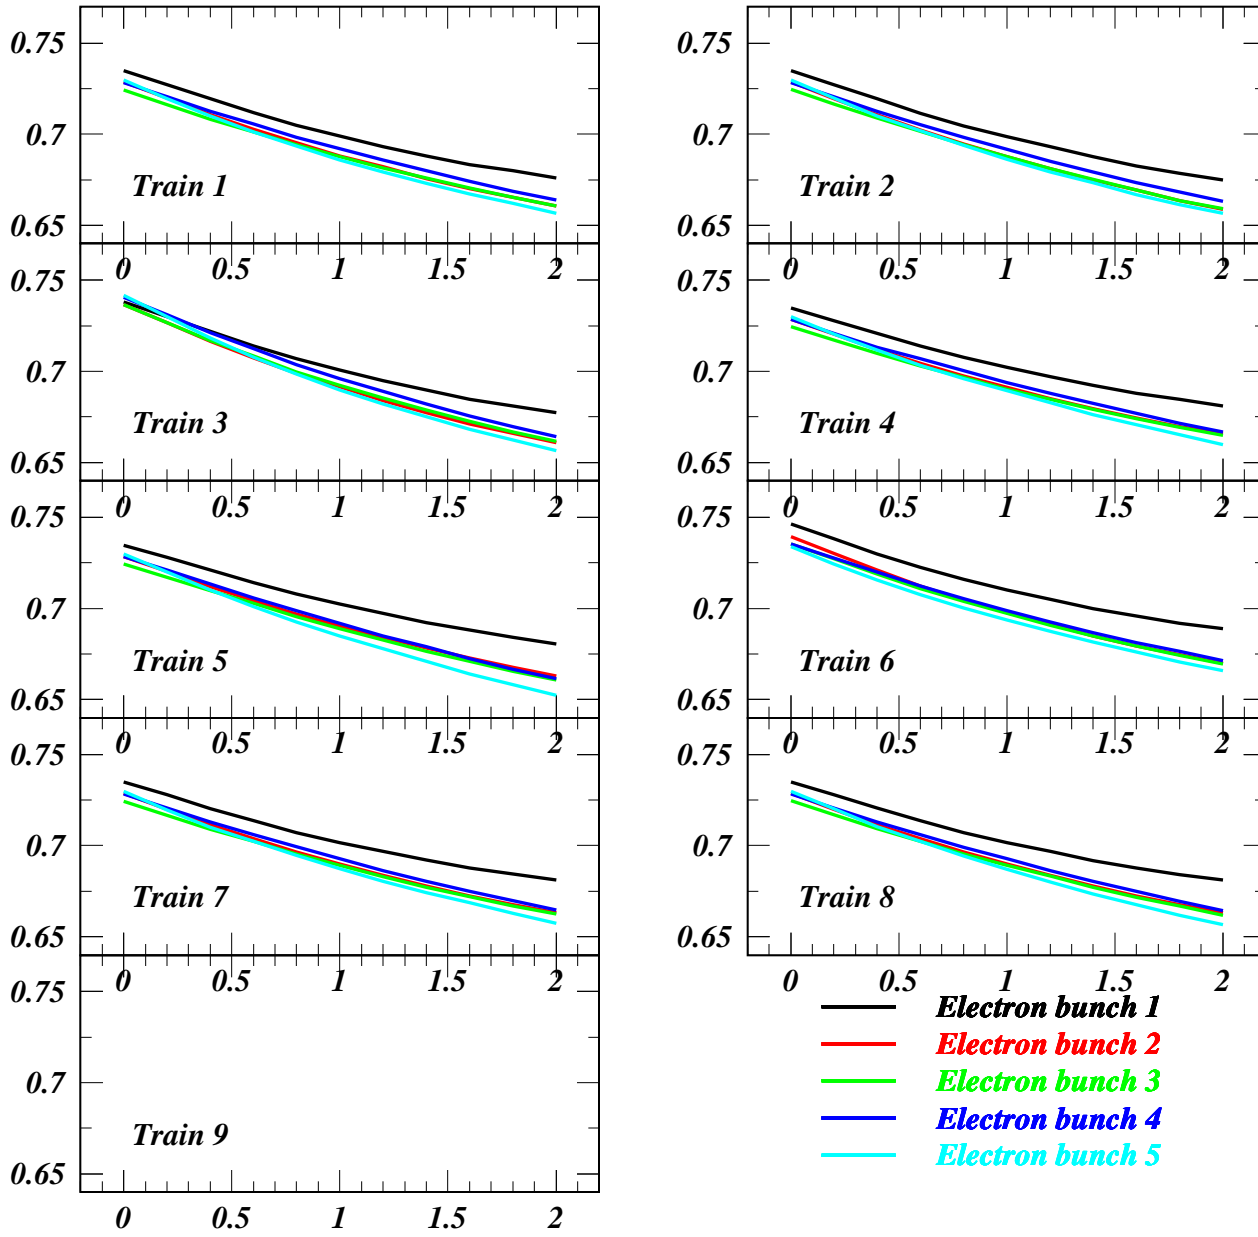 0.75
0.7
0.65
Train 1
0 0.5 1 1.5 2
0.75
0.7
0.65
Train 2
0 0.5 1 1.5 2
0.75
0.7
0.65
Train 3
0 0.5 1 1.5 2
0.75
0.7
0.65
Train 4
0 0.5 1 1.5 2
0.75
0.7
0.65
Train 5
0 0.5 1 1.5 2
0.75
0.7
0.65
Train 6
0 0.5 1 1.5 2
0.75
0.7
0.65
Train 7
0 0.5 1 1.5 2
0.75
0.7
0.65
Train 8
0 0.5 1 1.5 2
0.75
0.7
0.65
Train 9
0 0.5 1 1.5 2
Electron bunch 1
Electron bunch 2
Electron bunch 3
Electron bunch 4
Electron bunch 5